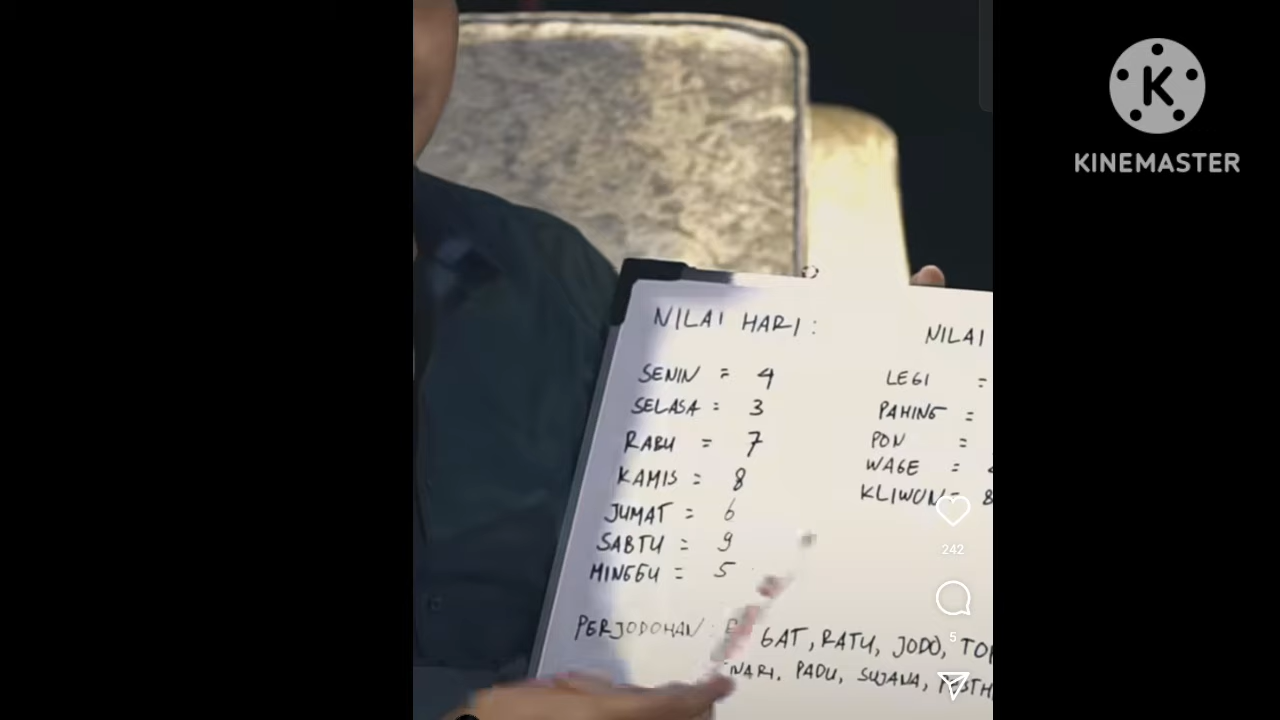 KINEMASTER
NILAI HARI :
NILAI
SENIN = 4
SELASA = 3
RABU = 7
KAMIS = 8
JUMAT = 6
SABTU = 9
MINGGU = 5
LEGI =
PAHING =
PON =
WAGE =
KLIWON = 8
PERJODOHAN : GAT, RATU, JODO,
PADU, SUJANA,
242
5